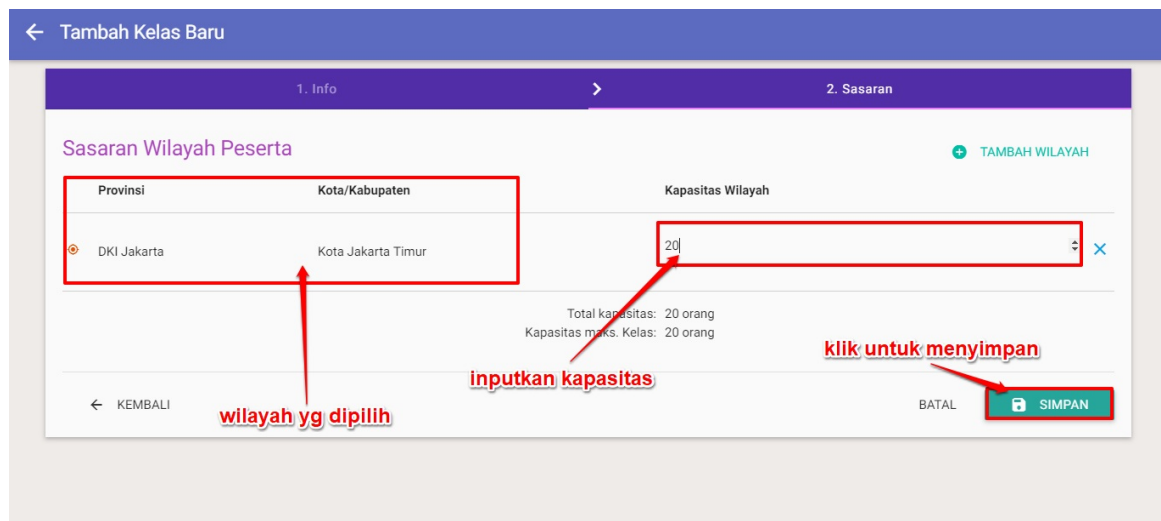 Tambah Kelas Baru
1. Info
2. Sasaran
Sasaran Wilayah Peserta
TAMBAH WILAYAH
Provinsi Kota/Kabupaten Kapasitas Wilayah
DKI Jakarta Kota Jakarta Timur 20
Total kapasitas: 20 orang
Kapasitas maks. Kelas: 20 orang
klik untuk menyimpan
inputkan kapasitas
wilayah yg dipilih
KEMBALI
BATAL
SIMPAN